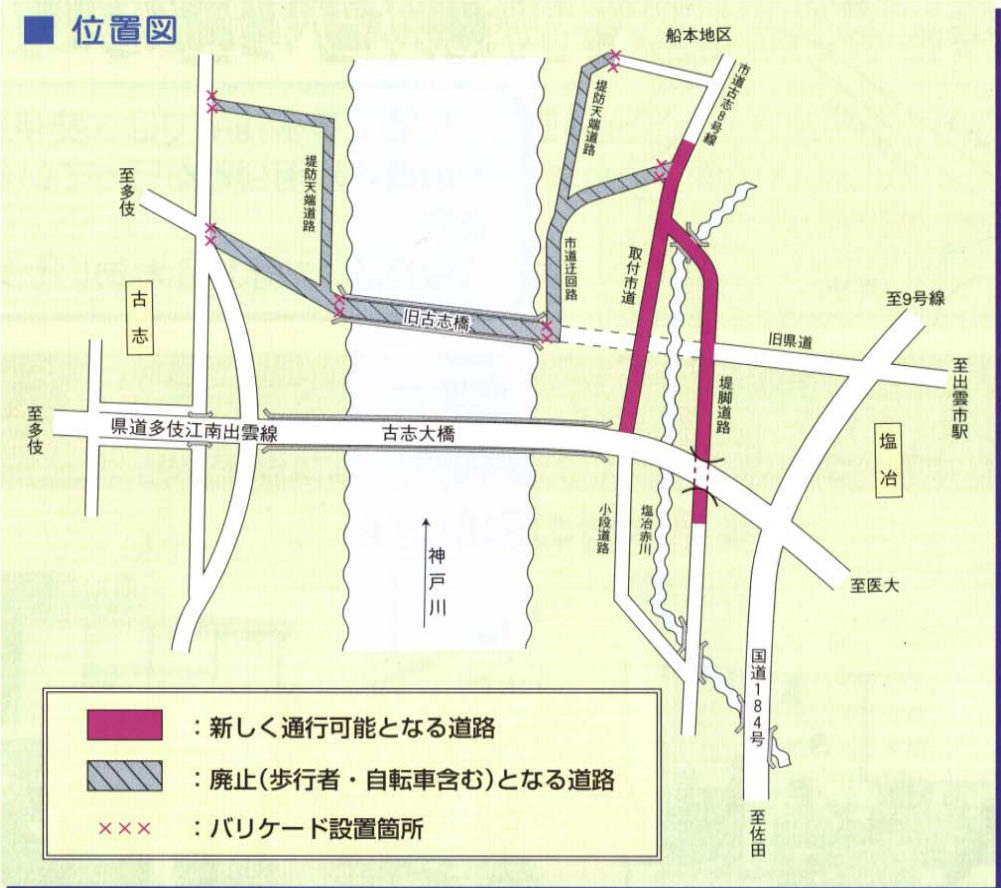 ■ 位置図
船本地区
市道古志8号線
堤防天端道路
堤防天端道路
至多伎
市道迂回路
取付市道
至9号線
古志
旧古志橋
旧県道
至出雲市駅
堤脚道路
至多伎
県道多伎江南出雲線
古志大橋
塩冶
小段道路
塩冶赤川
神戸川
至医大
国道184号
至佐田
：新しく通行可能となる道路
：廃止(歩行者・自転車含む)となる道路
×××：バリケード設置箇所